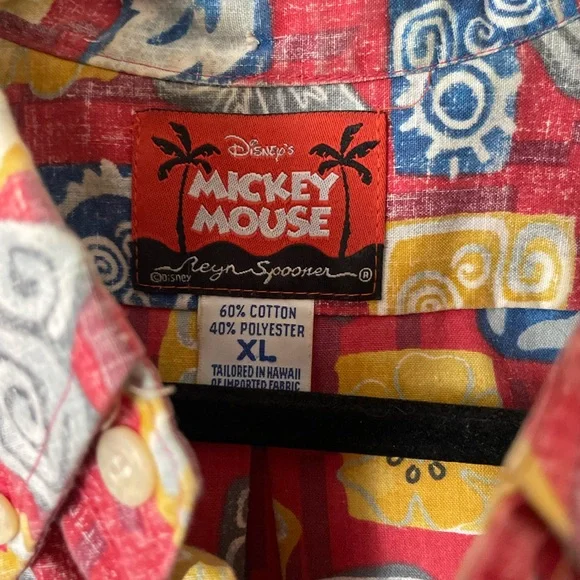 Disney's
MICKEY
MOUSE
Reyn Spooner ®
©Disney
60% COTTON
40% POLYESTER
XL
TAILORED IN HAWAII
OF IMPORTED FABRIC